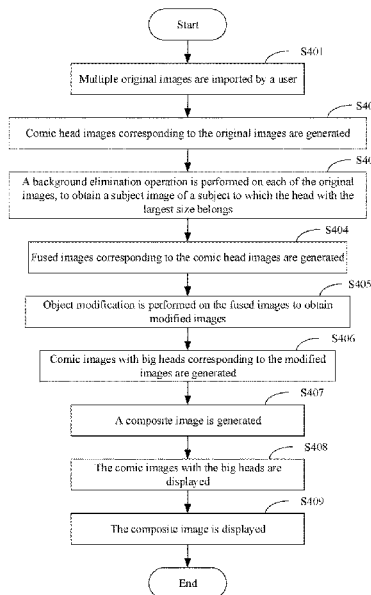 Start
S401
Multiple original images are imported by a user
S40
Comic head images corresponding to the original images are generated
S40
A background elimination operation is performed on each of the original
images, to obtain a subject image of a subject to which the head with the
largest size belongs
S404
Fused images corresponding to the comic head images are generated
S405
Object modification is performed on the fused images to obtain
modified images
S406
Comic images with big heads corresponding to the modified
images are generated
S407
A composite image is generated
S408
The comic images with the big heads are
displayed
S409
The composite image is displayed
End